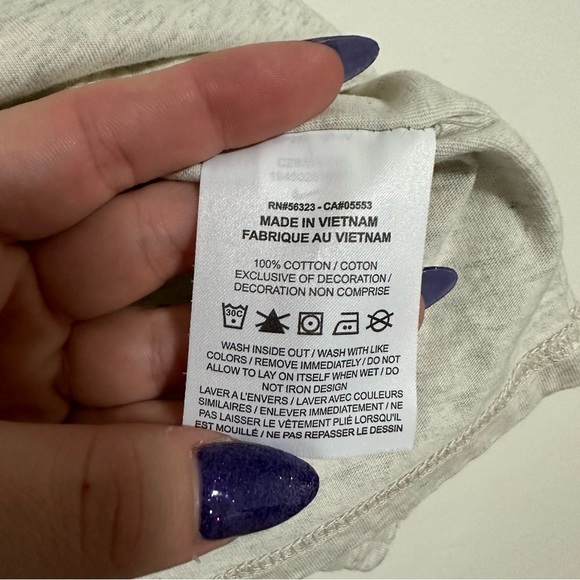 RN#56323 - CA#05553
MADE IN VIETNAM
FABRIQUE AU VIETNAM
100% COTTON / COTON
EXCLUSIVE OF DECORATION /
DECORATION NON COMPRISE
30C
WASH INSIDE OUT / WASH WITH LIKE
COLORS / REMOVE IMMEDIATELY / DO NOT
ALLOW TO LAY ON ITSELF WHEN WET / DO
NOT IRON DESIGN
LAVER A L'ENVERS / LAVER AVEC COULEURS
SIMILAIRES / ENLEVER IMMEDIATEMENT / NE
PAS LAISSER LE VÊTEMENT PLIÉ LORSQU'IL
EST MOUILLÉ / NE PAS REPASSER LE DESSIN